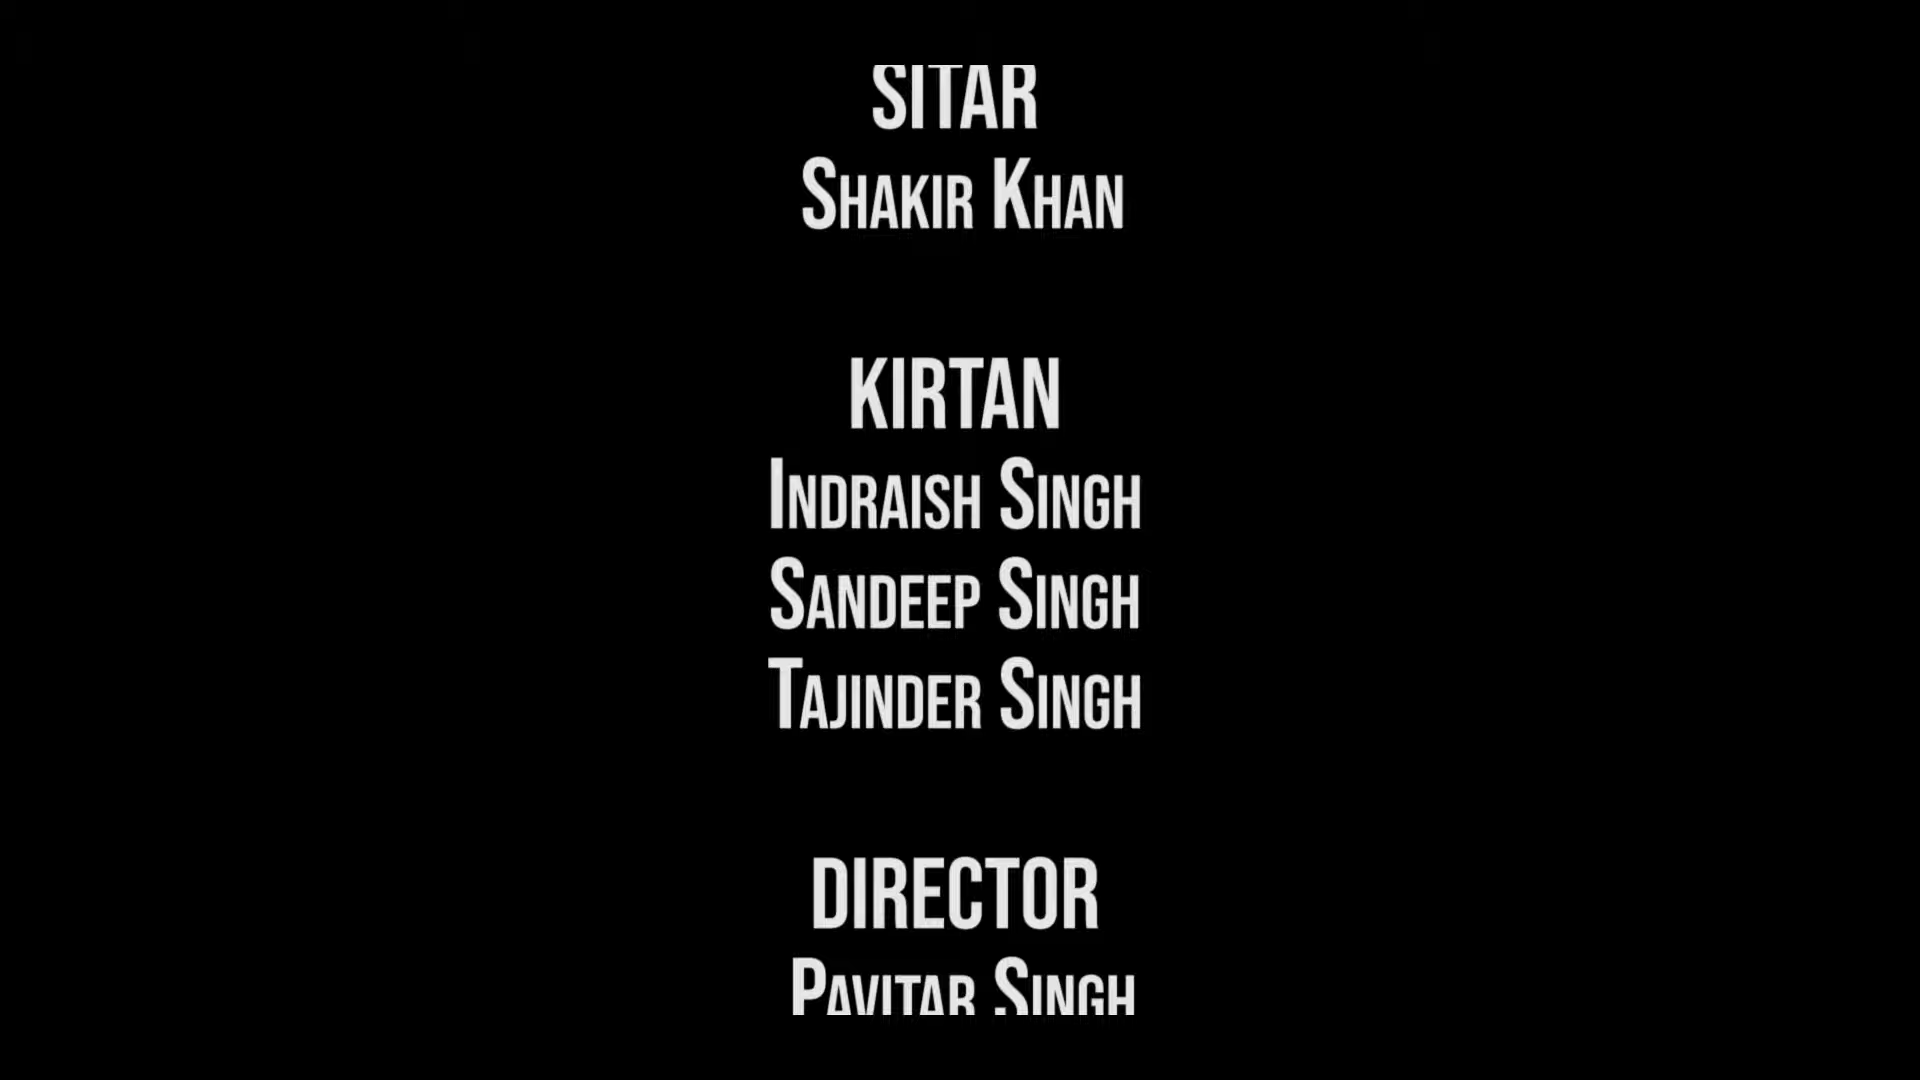 SITAR
SHAKIR KHAN
KIRTAN
INDRAISH SINGH
SANDEEP SINGH
TAJINDER SINGH
DIRECTOR
PAVITAR SINGH